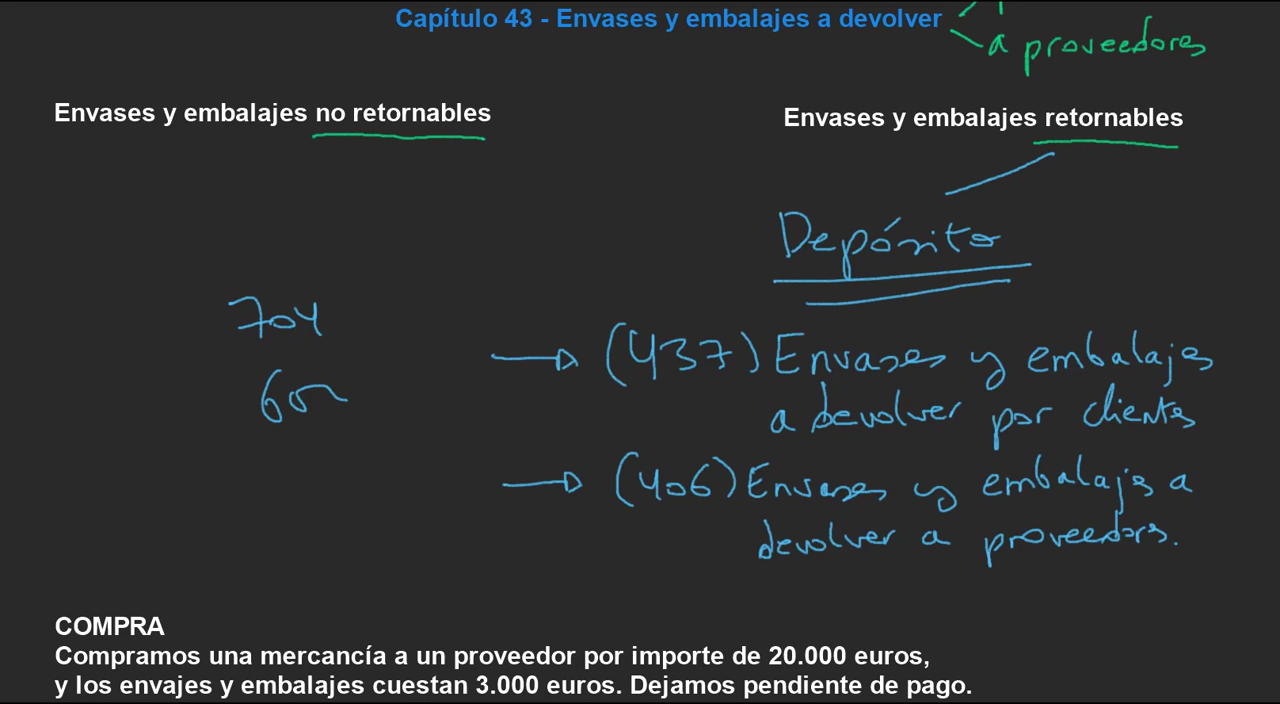 Capítulo 43 - Envases y embalajes a devolver
a proveedores
Envases y embalajes no retornables
Envases y embalajes retornables
Depósito
704
602
(437) Envases y embalajes
a devolver por clientes
(406) Envases y embalajes a
devolver a proveedores.
COMPRA
Compramos una mercancía a un proveedor por importe de 20.000 euros,
y los envajes y embalajes cuestan 3.000 euros. Dejamos pendiente de pago.